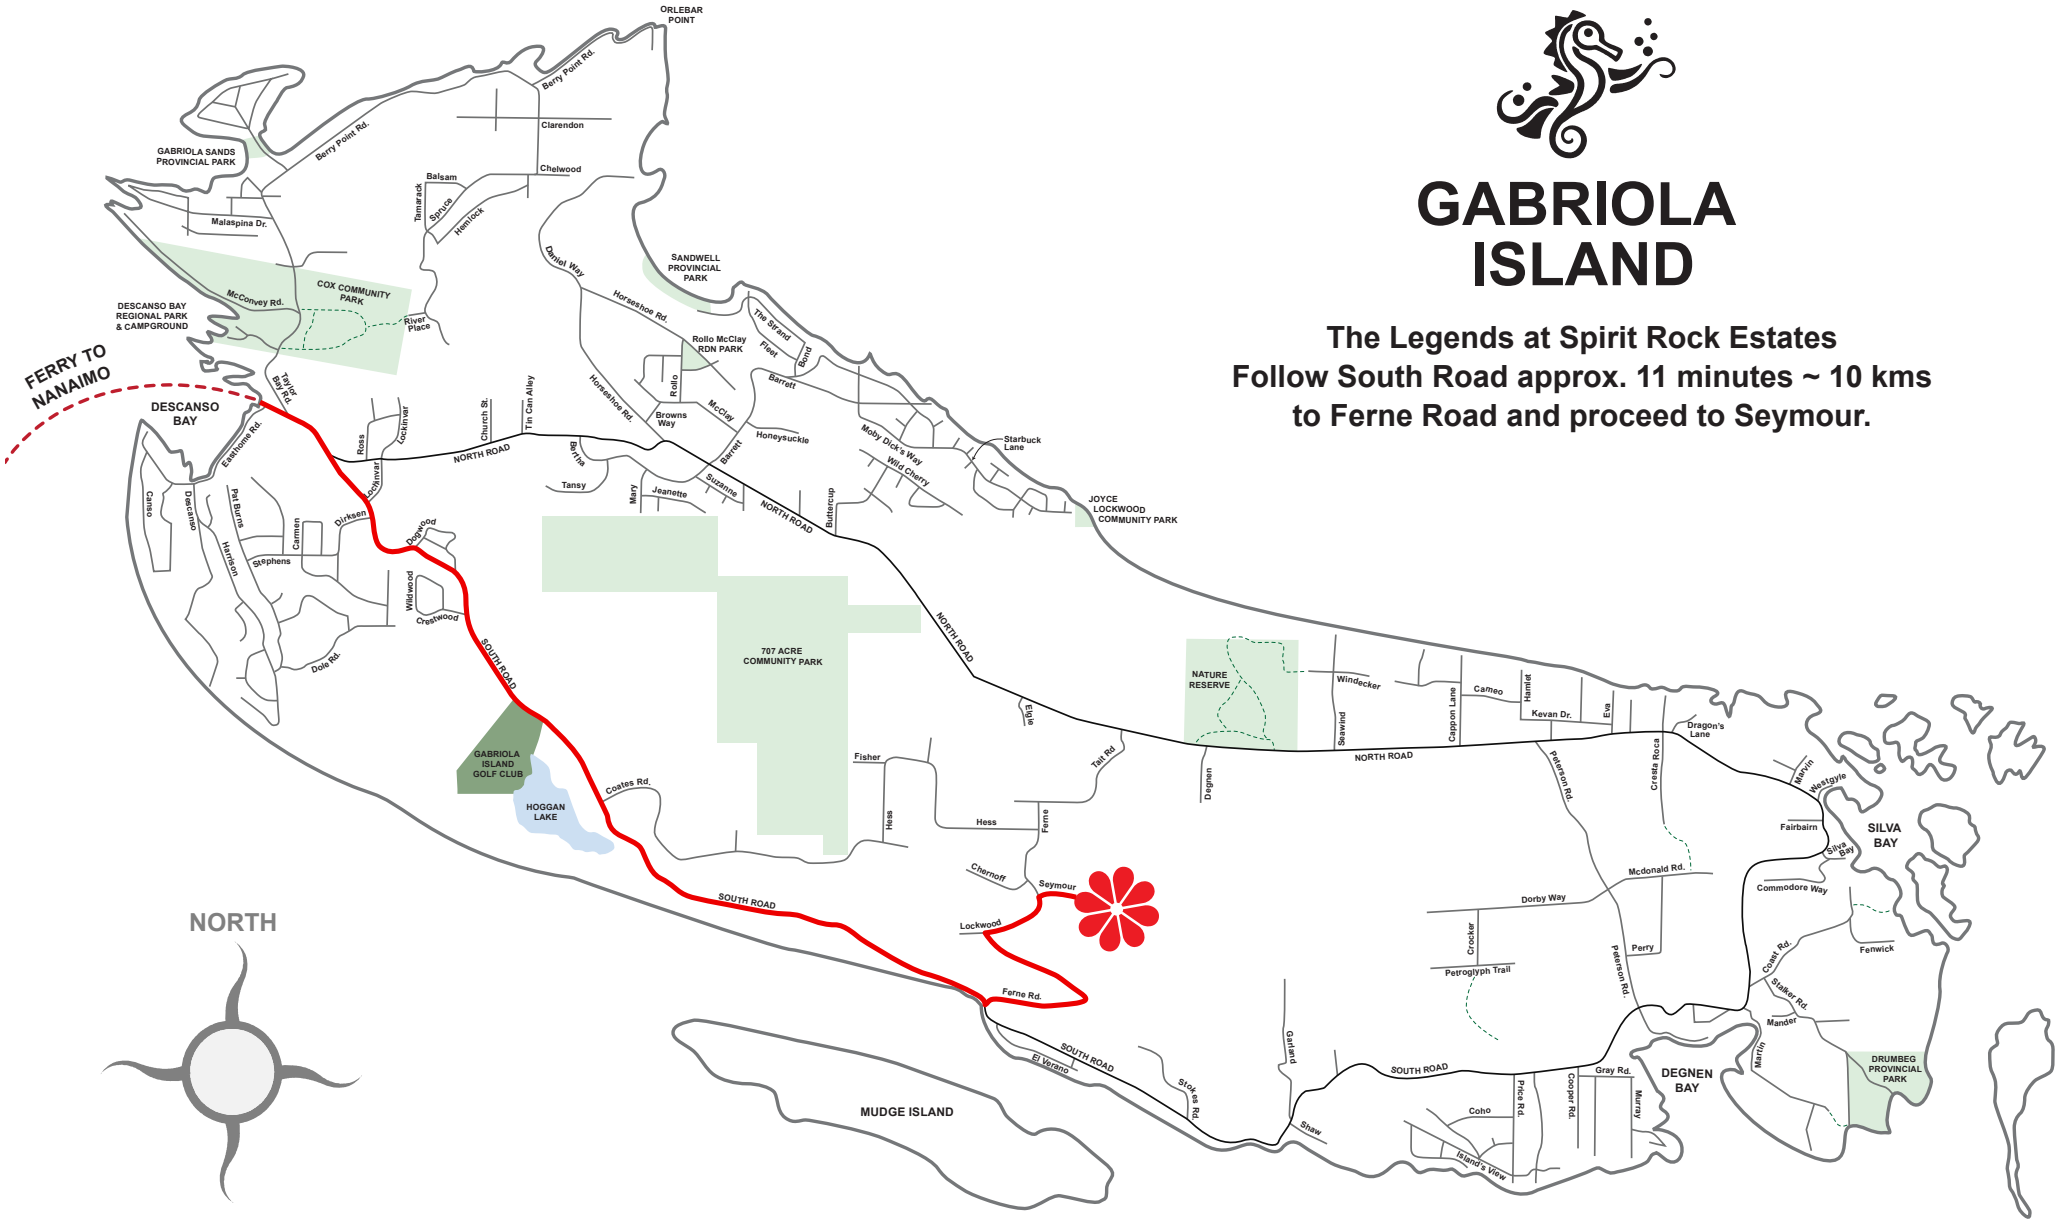 ORLEBAR
POINT
Berry Point Rd.
Clarendon
GABRIOLA SANDS
PROVINCIAL PARK
Berry Point Rd.
Chelwood
Balsam
Tamarack
Spruce
Hemlock
Malaspina Dr.
Daniel Way
SANDWELL
PROVINCIAL
PARK
GABRIOLA
ISLAND
The Legends at Spirit Rock Estates
Follow South Road approx. 11 minutes ~ 10 kms
to Ferne Road and proceed to Seymour.
COX COMMUNITY
PARK
McConvey Rd.
DESCANSO BAY
REGIONAL PARK
& CAMPGROUND
River
Place
Horseshoe Rd.
The Strand
Fleet
Bond
Rollo McClay
RDN PARK
FERRY TO
NANAIMO
Taylor
Bay Rd.
DESCANSO
BAY
Easthome Rd.
Ross
Lockinvar
Church St.
Tin Can Alley
Horseshoe Rd.
Rollo
Barrett
McClay
Browns
Way
Honeysuckle
Barrett
Moby Dick's Way
Wild Cherry
Starbuck
Lane
NORTH ROAD
Bertha
Tansy
Mary
Jeanette
Suzanne
NORTH ROAD
Buttercup
JOYCE
LOCKWOOD
COMMUNITY PARK
Lockinvar
Canso
Descanso
Pat Burns
Harrison
Carmen
Dirksen
Stephens
Dogwood
Wildwood
Crestwood
Dole Rd.
SOUTH ROAD
707 ACRE
COMMUNITY PARK
NORTH ROAD
NATURE
RESERVE
Windecker
Seawind
Cappon Lane
Cameo
Hamlet
Kevan Dr.
Eva
Dragon's
Lane
Elgie
NORTH ROAD
Cresta Roca
Peterson Rd.
Marvin
Westgyle
GABRIOLA
ISLAND
GOLF CLUB
HOGGAN
LAKE
Coates Rd.
Fisher
Hess
Hess
Tait Rd
Ferne
Degnen
Fairbairn
SILVA
BAY
Silva
Bay
Commodore Way
Mcdonald Rd.
Dorby Way
Chernoff
Seymour
Lockwood
SOUTH ROAD
Ferne Rd.
Crocker
Petroglyph Trail
Perry
Peterson Rd.
Coast Rd.
Fenwick
Stalker Rd.
Mander
Martin
NORTH
MUDGE ISLAND
El Verano
SOUTH ROAD
Stokes Rd.
Garland
Shaw
SOUTH ROAD
Coho
Island's View
Price Rd.
Cooper Rd.
Gray Rd.
Murray
DEGNEN
BAY
DRUMBEG
PROVINCIAL
PARK